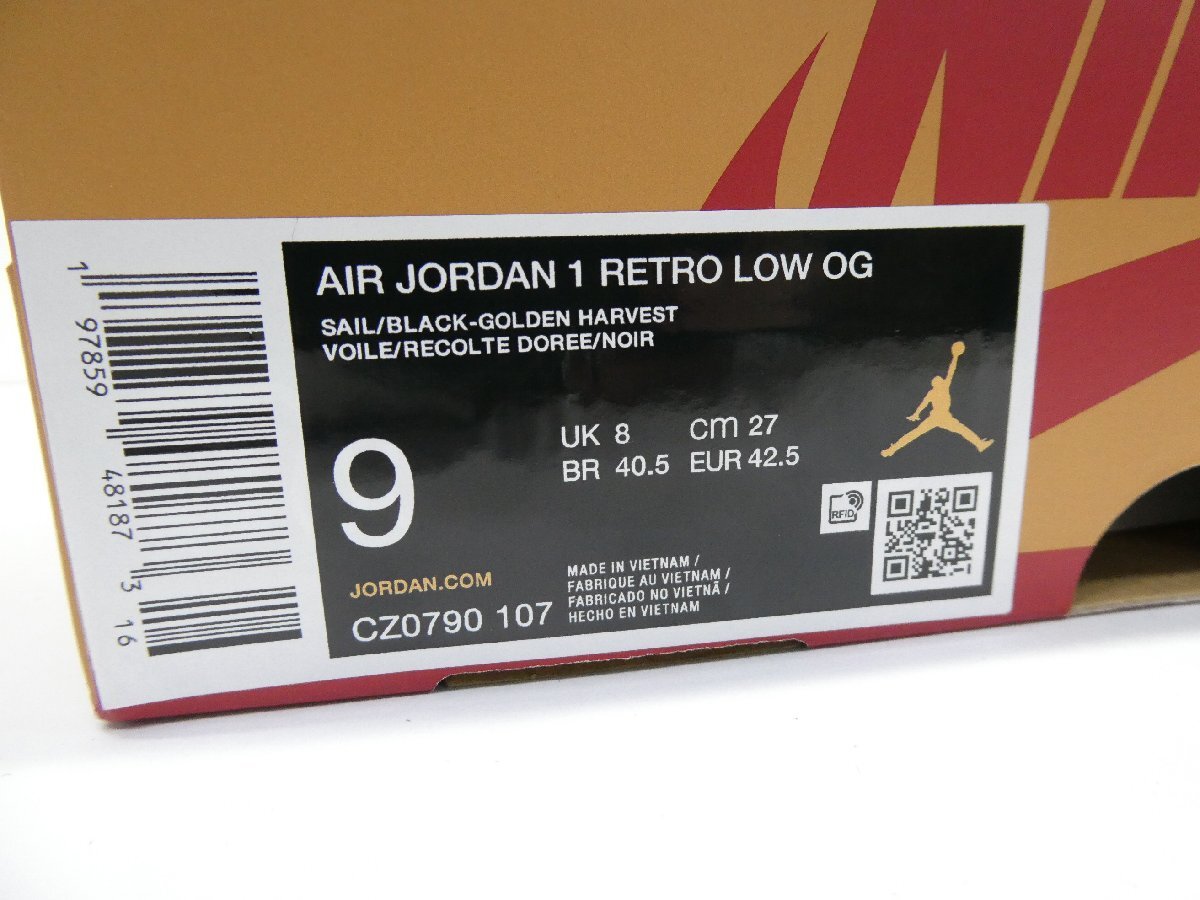 AIR JORDAN 1 RETRO LOW OG
SAIL/BLACK-GOLDEN HARVEST
VOILE/RECOLTE DOREE/NOIR
9
UK 8 cm 27
BR 40.5 EUR 42.5
RFID
JORDAN.COM
CZ0790 107
MADE IN VIETNAM /
FABRIQUE AU VIETNAM /
FABRICADO NO VIETNÃ /
HECHO EN VIETNAM
1 97859 48187 3 16